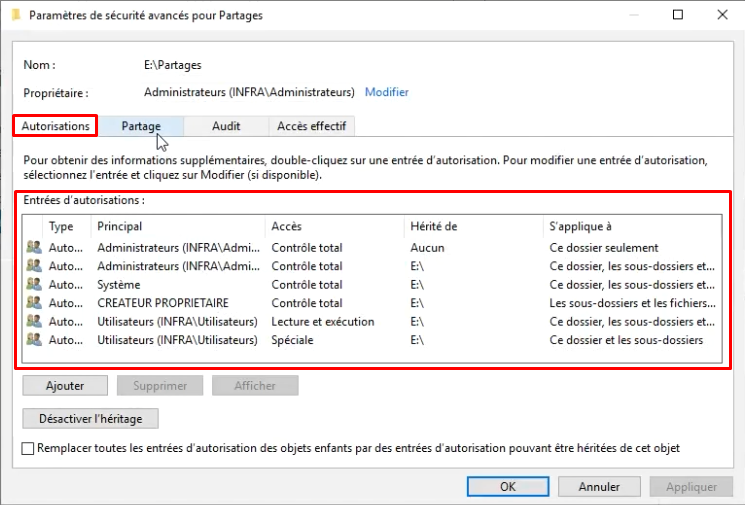 Paramètres de sécurité avancés pour Partages
Nom :
E:\Partages
Propriétaire :
Administrateurs (INFRA\Administrateurs)
Modifier
Autorisations
Partage
Audit
Accès effectif
Pour obtenir des informations supplémentaires, double-cliquez sur une entrée d'autorisation. Pour modifier une entrée d'autorisation,
sélectionnez l'entrée et cliquez sur Modifier (si disponible).
Entrées d'autorisations :
Type Principal Accès Hérité de S'applique à
Auto... Administrateurs (INFRA\Admi... Contrôle total Aucun Ce dossier seulement
Auto... Administrateurs (INFRA\Admi... Contrôle total E:\ Ce dossier, les sous-dossiers et...
Auto... Système Contrôle total E:\ Ce dossier, les sous-dossiers et...
Auto... CREATEUR PROPRIETAIRE Contrôle total E:\ Les sous-dossiers et les fichiers...
Auto... Utilisateurs (INFRA\Utilisateurs) Lecture et exécution E:\ Ce dossier, les sous-dossiers et...
Auto... Utilisateurs (INFRA\Utilisateurs) Spéciale E:\ Ce dossier et les sous-dossiers
Ajouter
Supprimer
Afficher
Désactiver l'héritage
Remplacer toutes les entrées d'autorisation des objets enfants par des entrées d'autorisation pouvant être héritées de cet objet
OK
Annuler
Appliquer